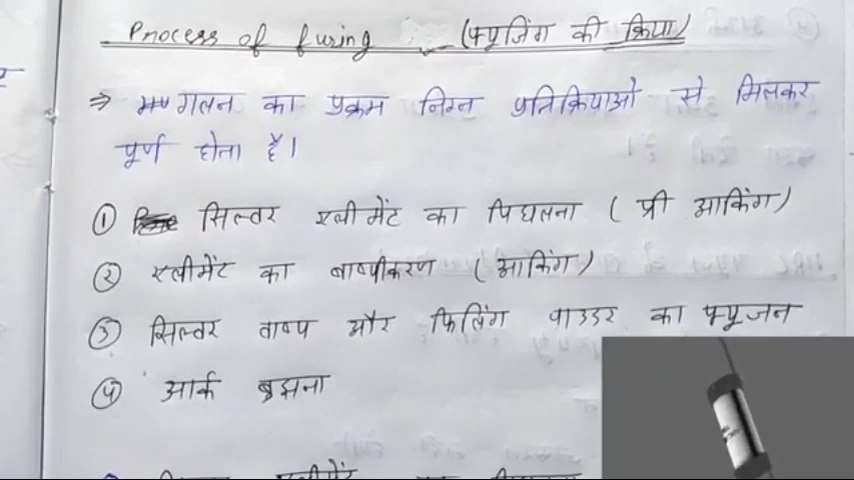 Process of fusing (फ्यूजिंग की क्रिया)
⇒ गलन का प्रक्रम निम्न प्रतिक्रियाओ से मिलकर
पूर्ण होता है।
① सिल्वर एलीमेंट का पिघलना ( प्री आर्किंग)
② एलीमेंट का वाष्पीकरण ( आर्किंग)
③ सिल्वर वाष्प और फिलिंग पाउडर का फ्यूजन
④ आर्क बुझना
एलीमेंट